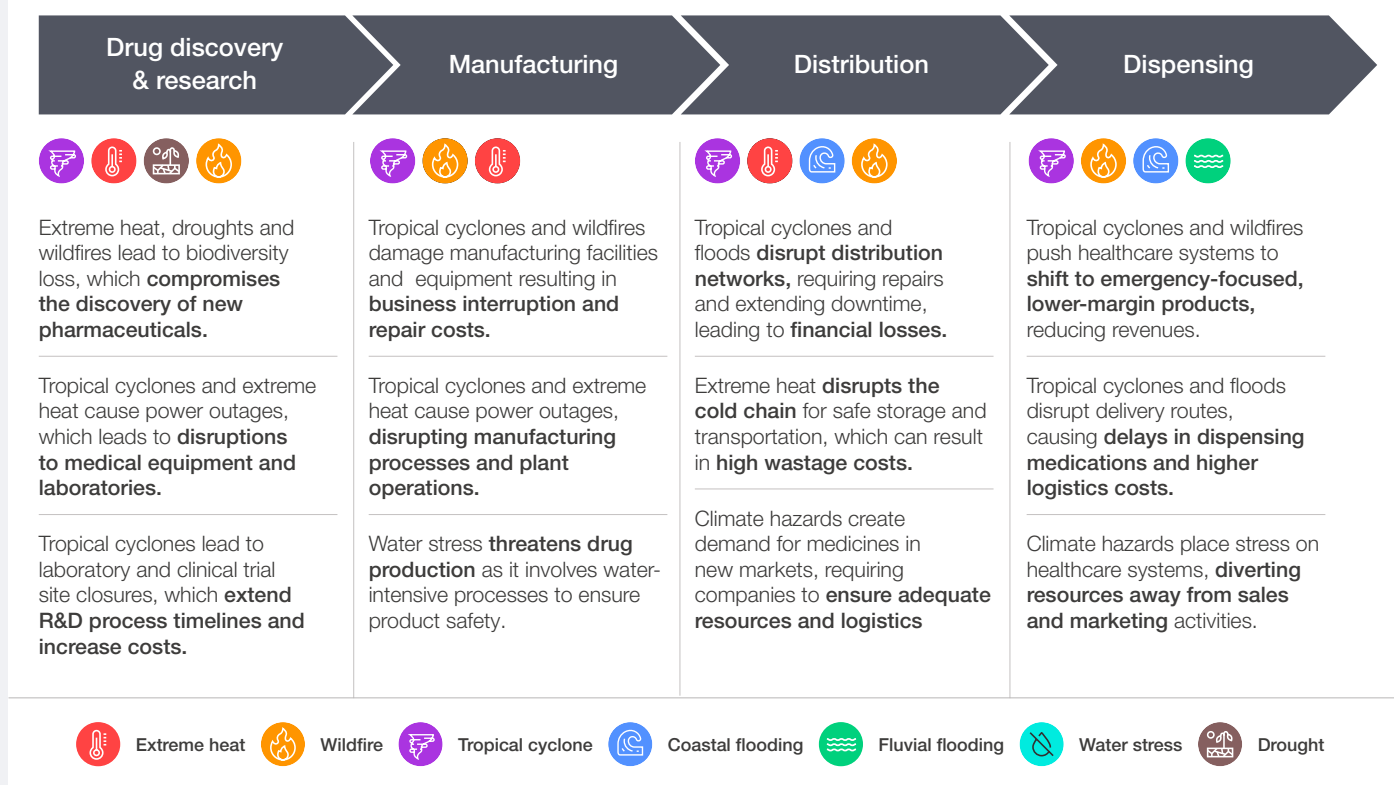 Drug discovery
& research
Manufacturing
Distribution
Dispensing
Extreme heat, droughts and
wildfires lead to biodiversity
loss, which compromises
the discovery of new
pharmaceuticals.
Tropical cyclones and extreme
heat cause power outages,
which leads to disruptions
to medical equipment and
laboratories.
Tropical cyclones lead to
laboratory and clinical trial
site closures, which extend
R&D process timelines and
increase costs.
Tropical cyclones and wildfires
damage manufacturing facilities
and equipment resulting in
business interruption and
repair costs.
Tropical cyclones and extreme
heat cause power outages,
disrupting manufacturing
processes and plant
operations.
Water stress threatens drug
production as it involves water-
intensive processes to ensure
product safety.
Tropical cyclones and
floods disrupt distribution
networks, requiring repairs
and extending downtime,
leading to financial losses.
Extreme heat disrupts the
cold chain for safe storage and
transportation, which can result
in high wastage costs.
Climate hazards create
demand for medicines in
new markets, requiring
companies to ensure adequate
resources and logistics
Tropical cyclones and wildfires
push healthcare systems to
shift to emergency-focused,
lower-margin products,
reducing revenues.
Tropical cyclones and floods
disrupt delivery routes,
causing delays in dispensing
medications and higher
logistics costs.
Climate hazards place stress on
healthcare systems, diverting
resources away from sales
and marketing activities.
Extreme heat
Wildfire
Tropical cyclone
Coastal flooding
Fluvial flooding
Water stress
Drought